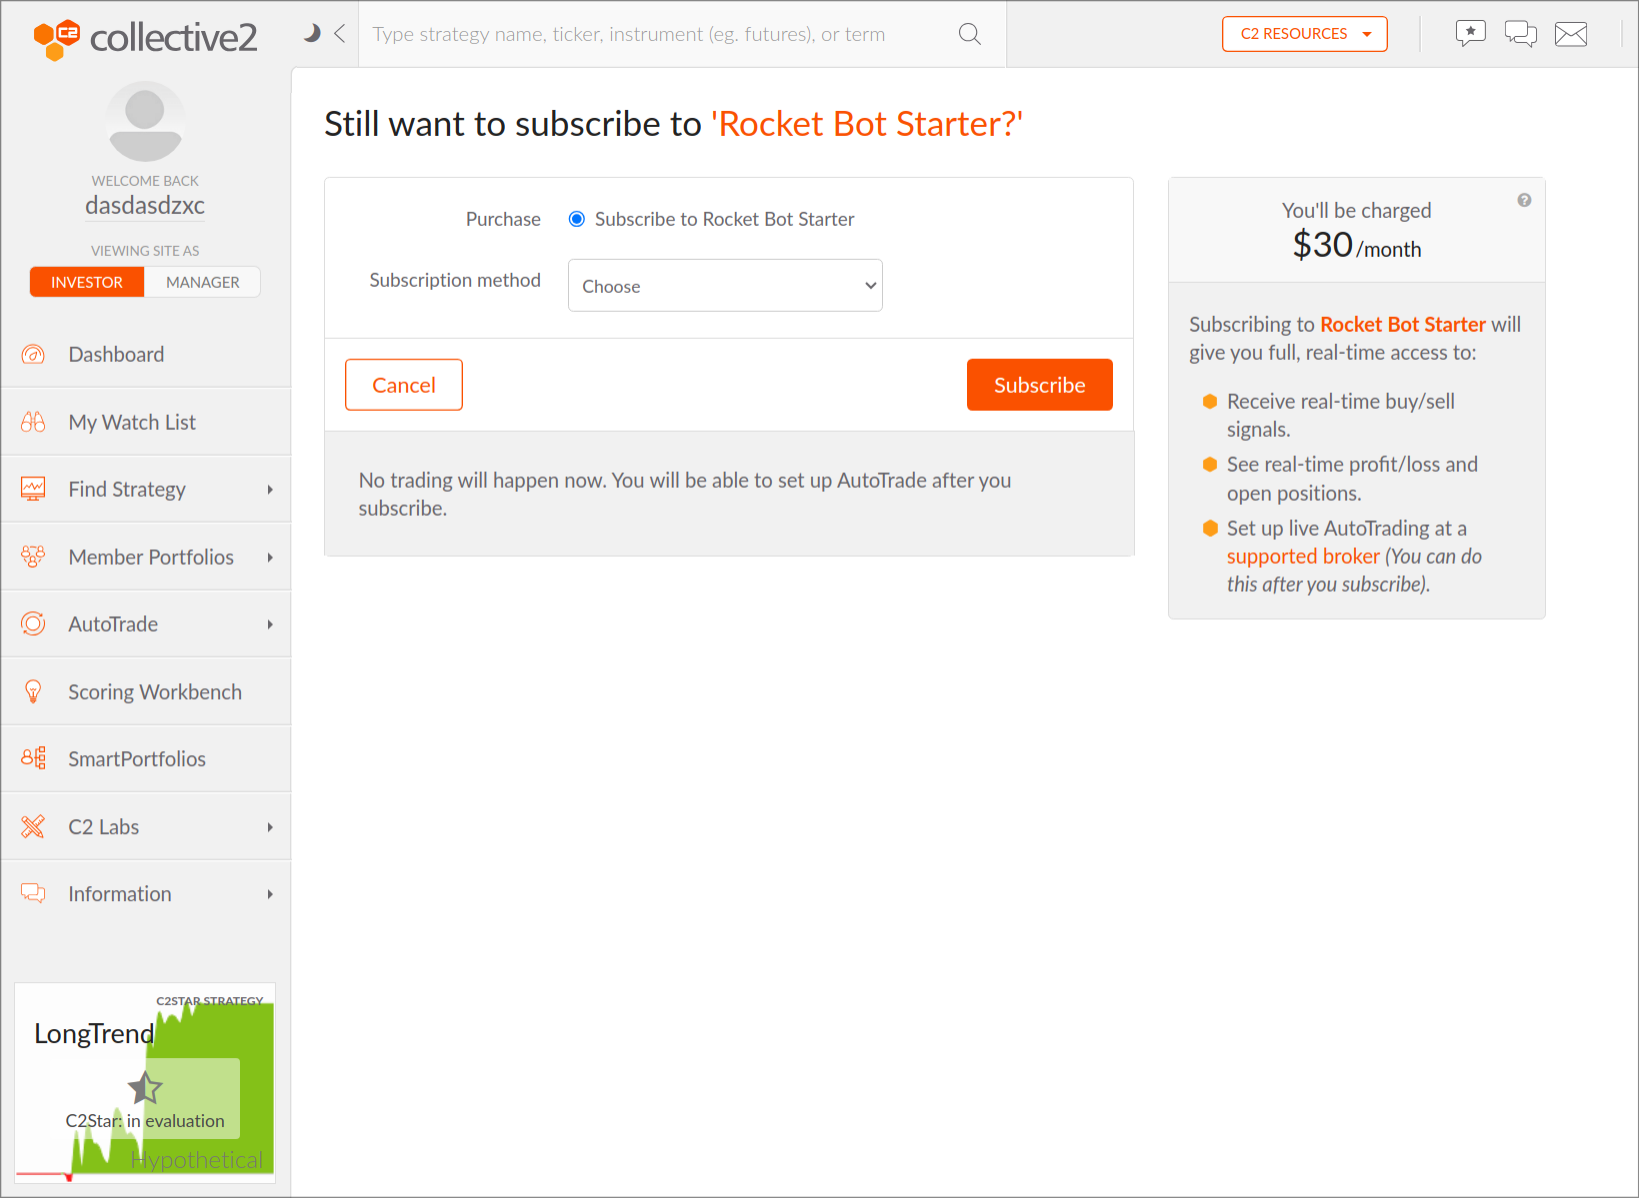 C2 collective2
Type strategy name, ticker, instrument (eg. futures), or term
C2 RESOURCES
WELCOME BACK
dasdasdzxc
VIEWING SITE AS
INVESTOR MANAGER
Dashboard
My Watch List
Find Strategy
Member Portfolios
AutoTrade
Scoring Workbench
SmartPortfolios
C2 Labs
Information
C2STAR STRATEGY
LongTrend
C2Star: in evaluation
Hypothetical
Still want to subscribe to 'Rocket Bot Starter?'
Purchase Subscribe to Rocket Bot Starter
Subscription method Choose
Cancel Subscribe
No trading will happen now. You will be able to set up AutoTrade after you
subscribe.
?
You'll be charged
$30/month
Subscribing to Rocket Bot Starter will
give you full, real-time access to:
Receive real-time buy/sell
signals.
See real-time profit/loss and
open positions.
Set up live AutoTrading at a
supported broker (You can do
this after you subscribe).